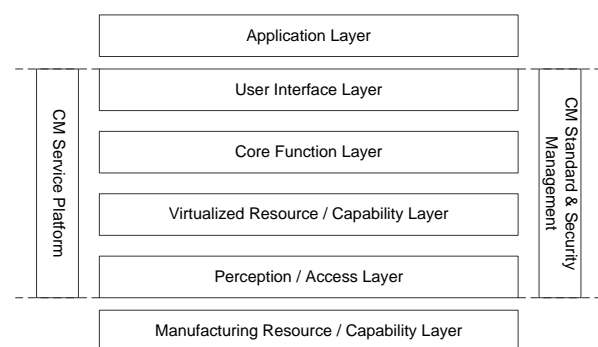 Application Layer
User Interface Layer
Core Function Layer
Virtualized Resource / Capability Layer
Perception / Access Layer
Manufacturing Resource / Capability Layer
CM Service Platform
CM Standard & Security
Management